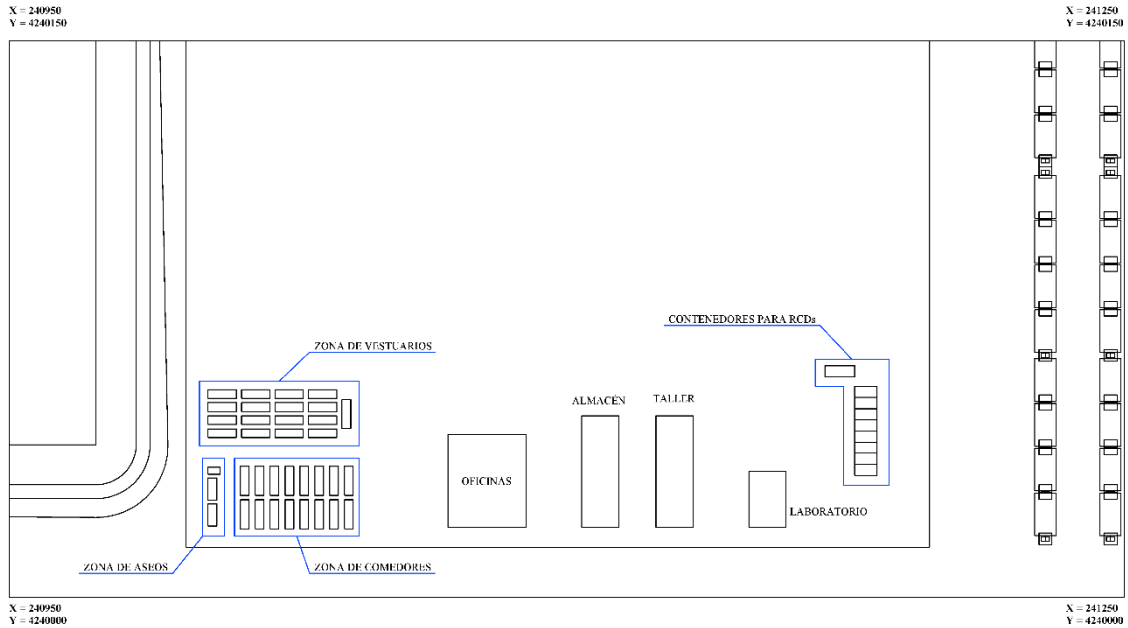 X = 240950
Y = 4240150
X = 241250
Y = 4240150
CONTENEDORES PARA RCDs
ZONA DE VESTUARIOS
ALMACÉN
TALLER
OFICINAS
LABORATORIO
ZONA DE ASEOS
ZONA DE COMEDORES
X = 240950
Y = 4240000
X = 241250
Y = 4240000